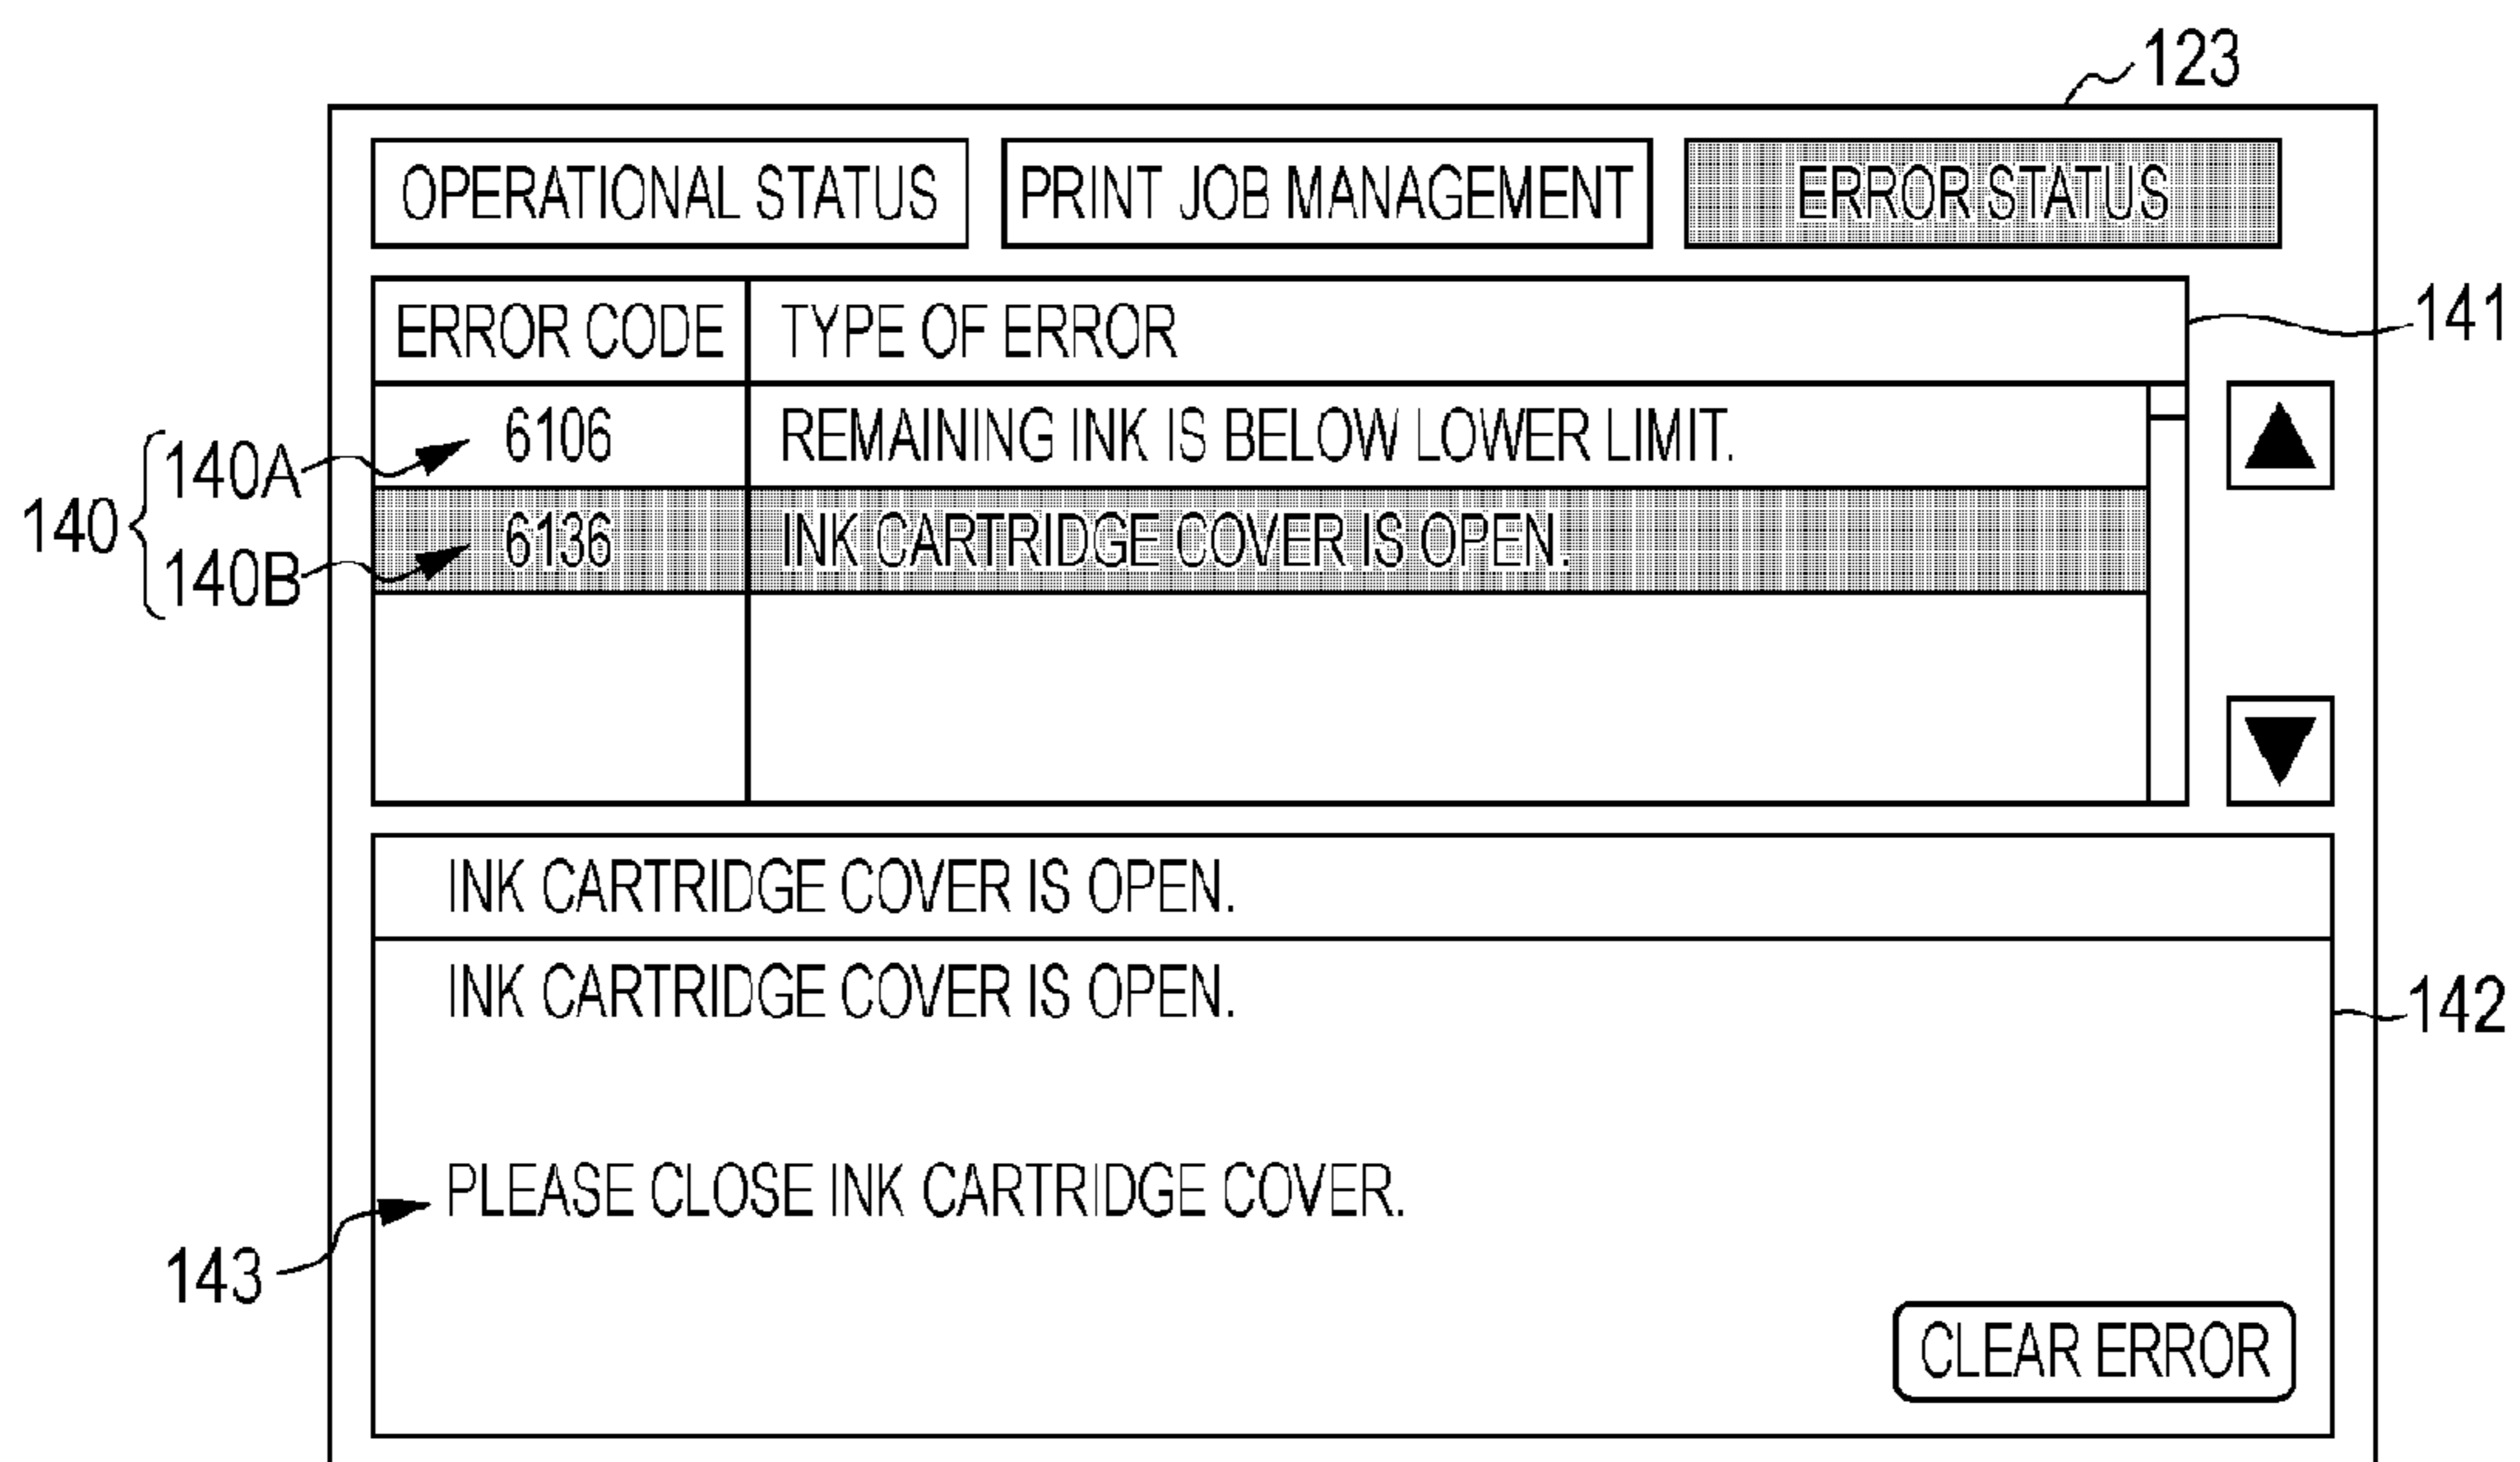 123
OPERATIONAL STATUS PRINT JOB MANAGEMENT ERROR STATUS
ERROR CODE TYPE OF ERROR 141
140 140A 6106 REMAINING INK IS BELOW LOWER LIMIT.
140B 6136 INK CARTRIDGE COVER IS OPEN.
INK CARTRIDGE COVER IS OPEN.
INK CARTRIDGE COVER IS OPEN. 142
PLEASE CLOSE INK CARTRIDGE COVER.
143
CLEAR ERROR